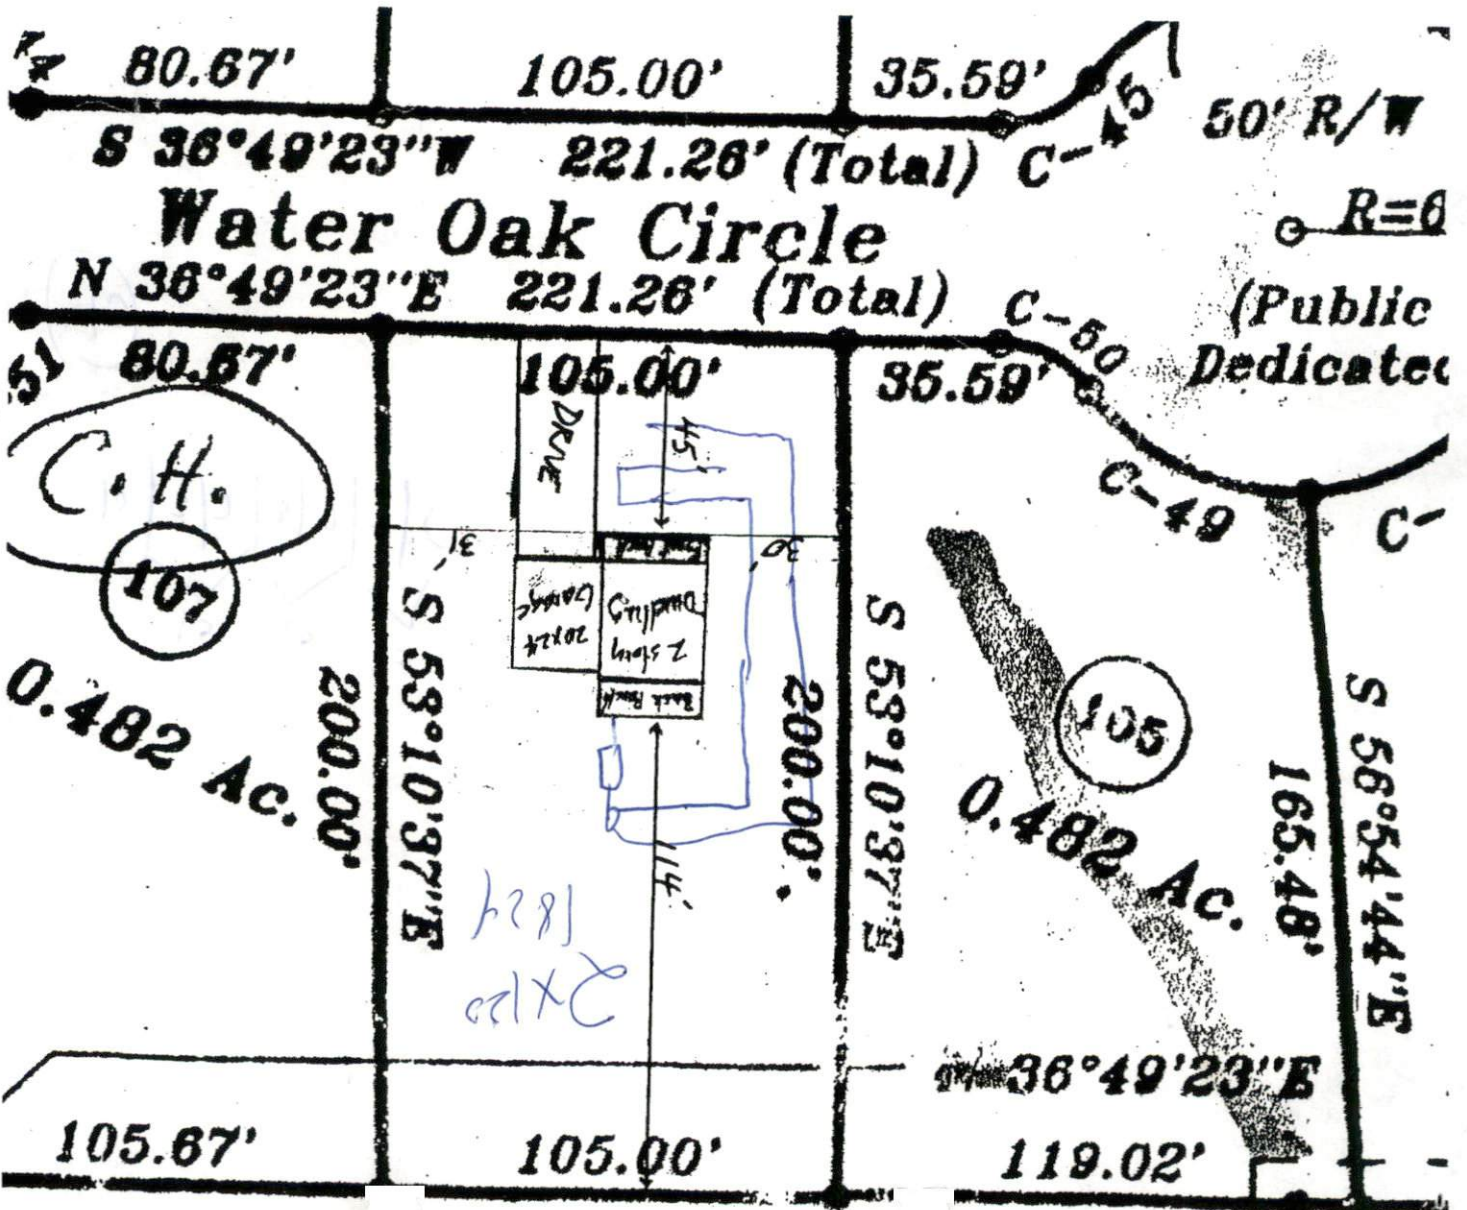 80.67' 105.00' 35.59'
C-45
50' R/W
S 36°49'23"W 221.26' (Total)
Water Oak Circle
R=6
N 36°49'23"E 221.26' (Total)
C-50
(Public
Dedicated
51
80.67' 105.00' 35.59'
DRIVE
45'
C.H.
C-49
C-
31'
30'
107
Dwelling
2 story
Garage
20x24
Back Porch
S 53°10'37"E
200.00'
S 53°10'37"E
200.00'
105
0.482 Ac.
0.482 Ac.
S 56°54'44"E
165.48'
114'
1824
2x120
36°49'23"E
105.67' 105.00' 119.02'